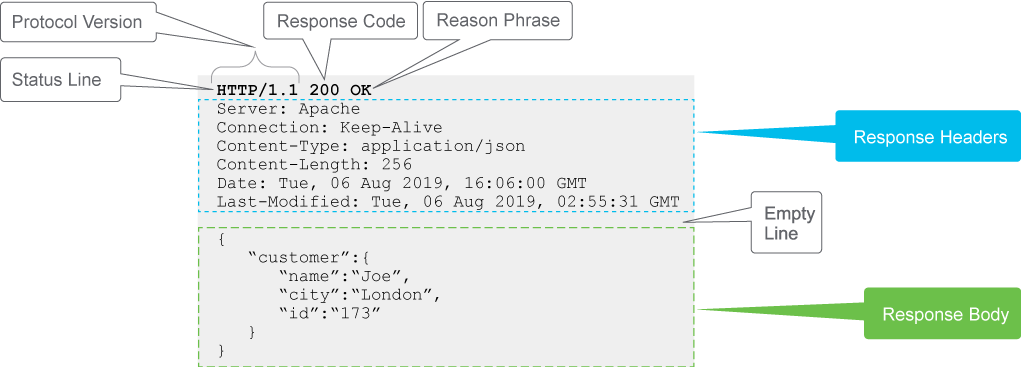 Protocol Version
Response Code
Reason Phrase
Status Line
HTTP/1.1 200 OK
Server: Apache
Connection: Keep-Alive
Content-Type: application/json
Content-Length: 256
Date: Tue, 06 Aug 2019, 16:06:00 GMT
Last-Modified: Tue, 06 Aug 2019, 02:55:31 GMT
Response Headers
Empty
Line
{
“customer”:{
“name”:“Joe”,
“city”:“London”,
“id”:“173”
}
}
Response Body